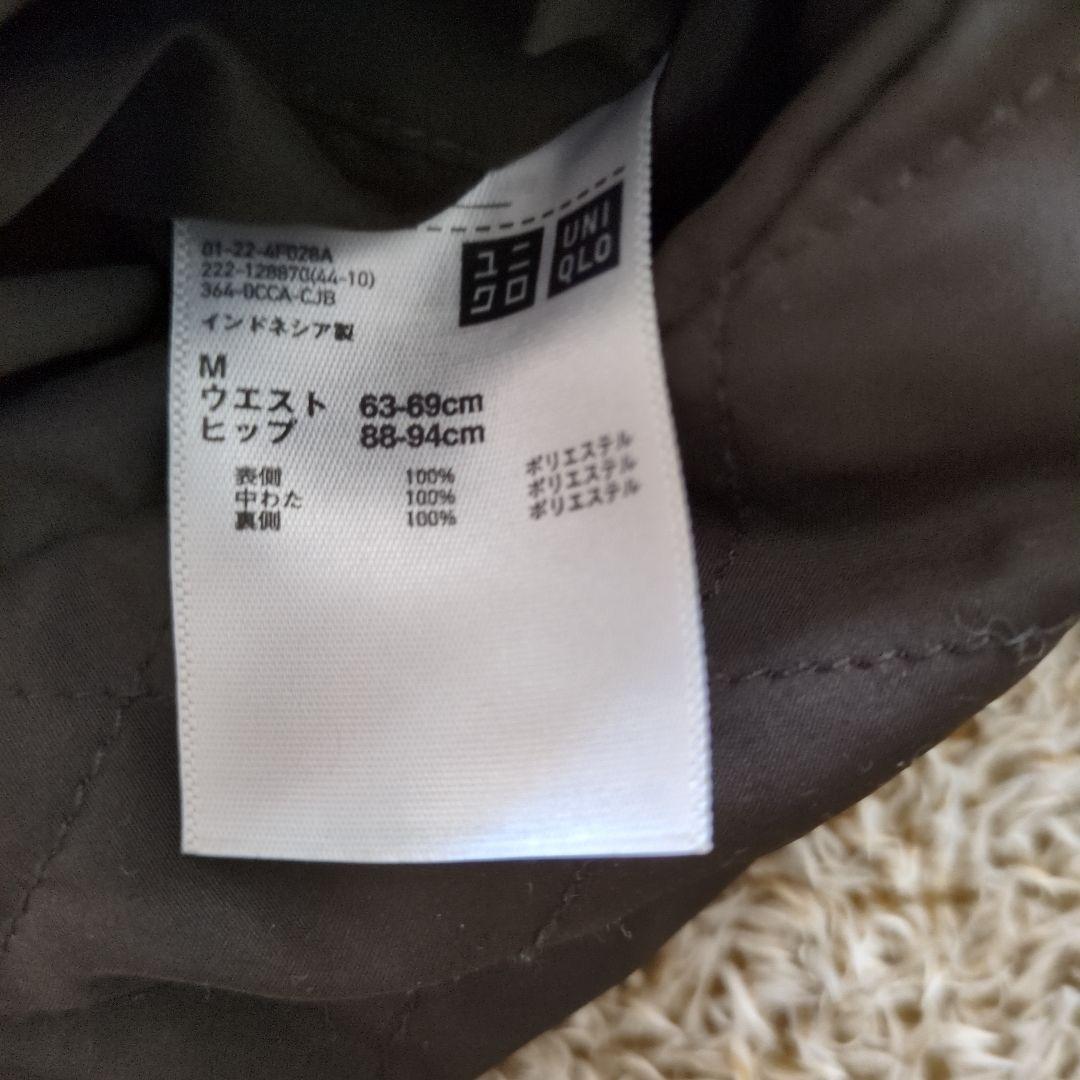 ユニクロ
UNIQLO
01-22-4F028A
222-128870(44-10)
364-0CCA-CJB
インドネシア製
M
ウエスト 63-69cm
ヒップ 88-94cm
表側 100% ポリエステル
中わた 100% ポリエステル
裏側 100% ポリエステル